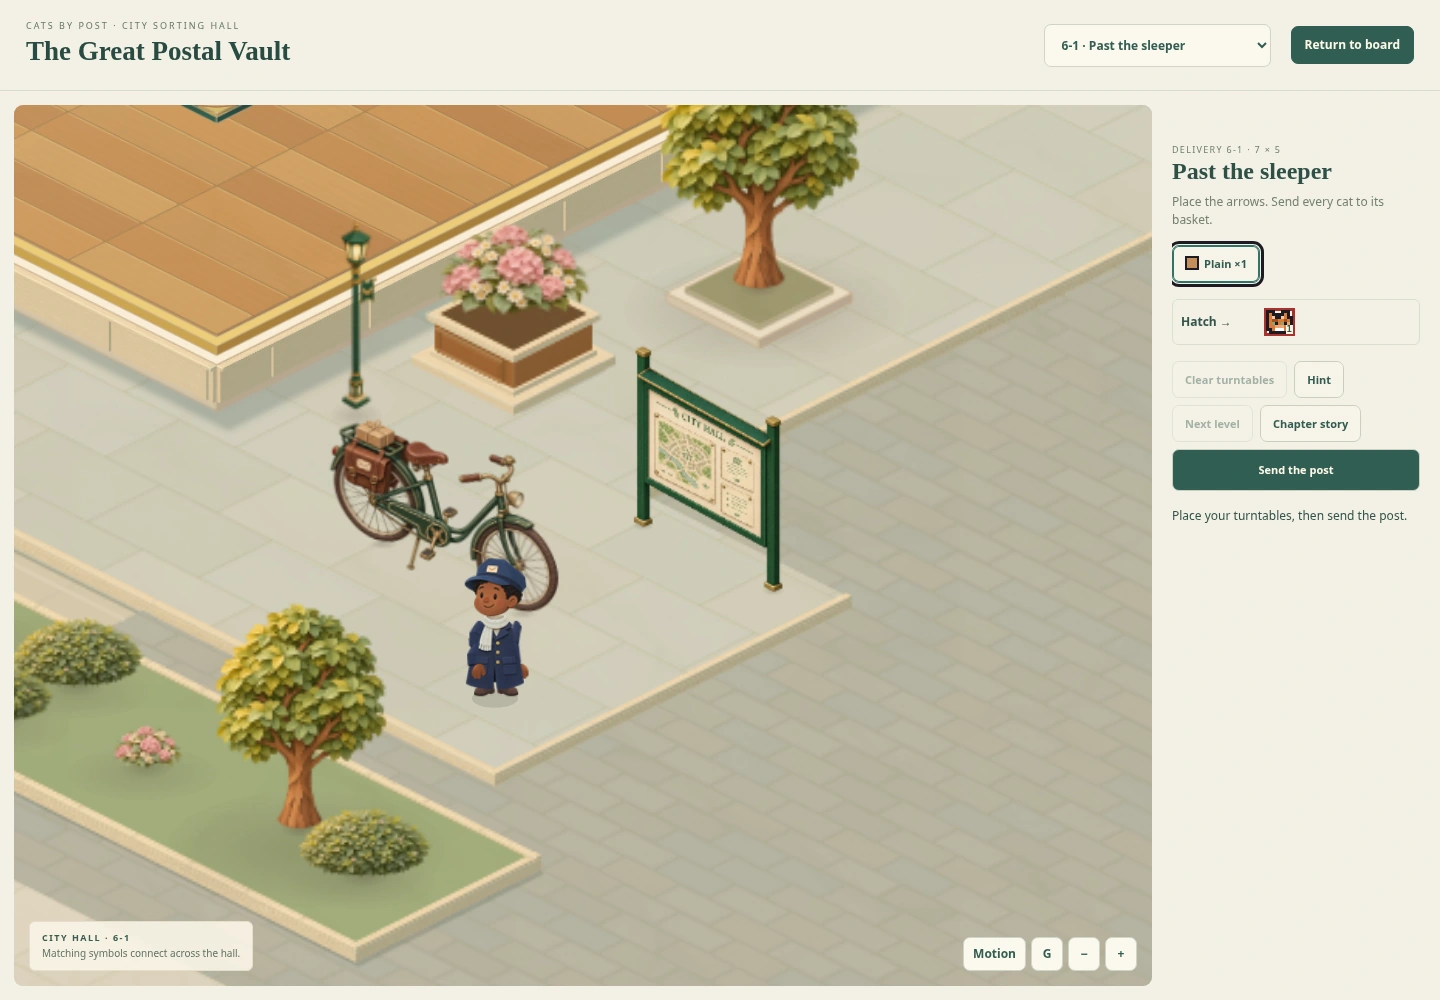 CATS BY POST · CITY SORTING HALL
The Great Postal Vault
6-1 · Past the sleeper
Return to board
DELIVERY 6-1 · 7 × 5
Past the sleeper
Place the arrows. Send every cat to its
basket.
Plain ×1
Hatch →
1
Clear turntables
Hint
Next level
Chapter story
Send the post
Place your turntables, then send the post.
CITY HALL
CITY HALL · 6-1
Matching symbols connect across the hall.
Motion
G
−
+